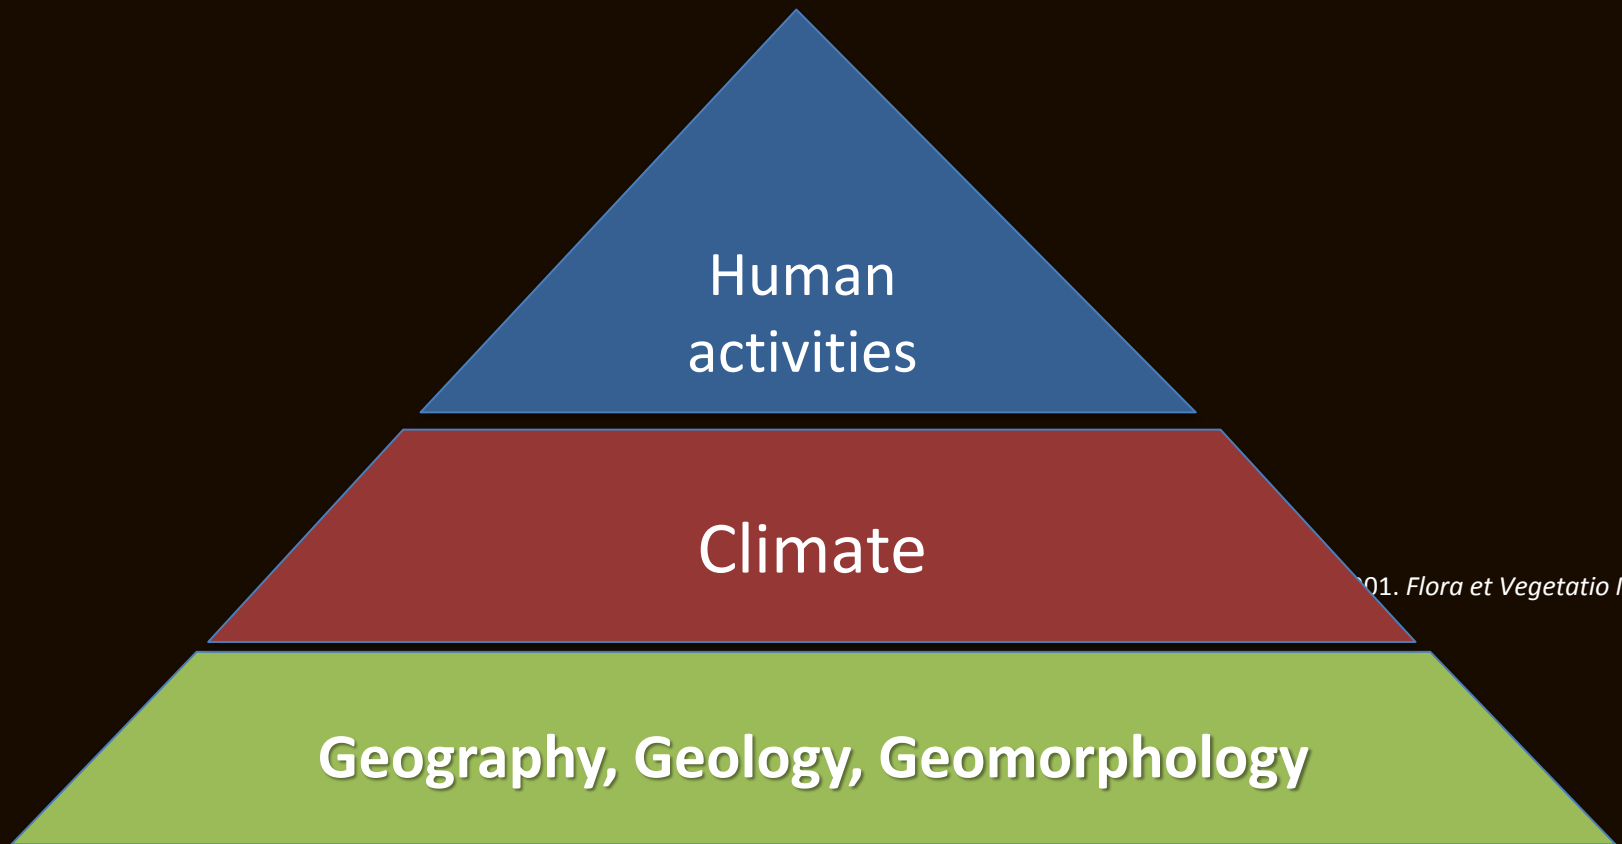 Human
activities
Climate
01. Flora et Vegetatio
Geography, Geology, Geomorphology